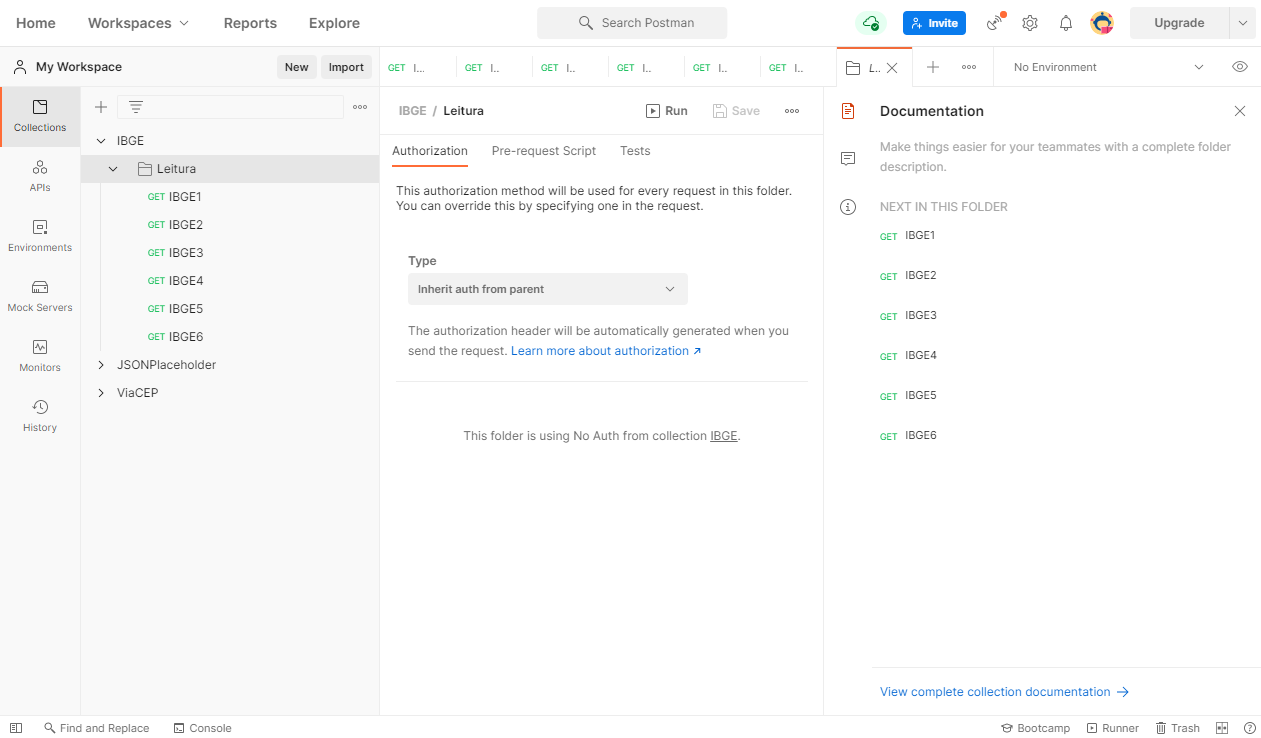 Home Workspaces Reports Explore Search Postman Invite Upgrade
My Workspace New Import
GET I... GET I.. GET I.. GET I.. GET I.. GET I.. L.. No Environment
Collections
APIs
Environments
Mock Servers
Monitors
History
IBGE
Leitura
GET IBGE1
GET IBGE2
GET IBGE3
GET IBGE4
GET IBGE5
GET IBGE6
JSONPlaceholder
ViaCEP
IBGE / Leitura Run Save
Authorization Pre-request Script Tests
This authorization method will be used for every request in this folder.
You can override this by specifying one in the request.
Type
Inherit auth from parent
The authorization header will be automatically generated when you
send the request. Learn more about authorization ↗
This folder is using No Auth from collection IBGE.
Documentation
Make things easier for your teammates with a complete folder
description.
NEXT IN THIS FOLDER
GET IBGE1
GET IBGE2
GET IBGE3
GET IBGE4
GET IBGE5
GET IBGE6
View complete collection documentation →
Find and Replace Console Bootcamp Runner Trash